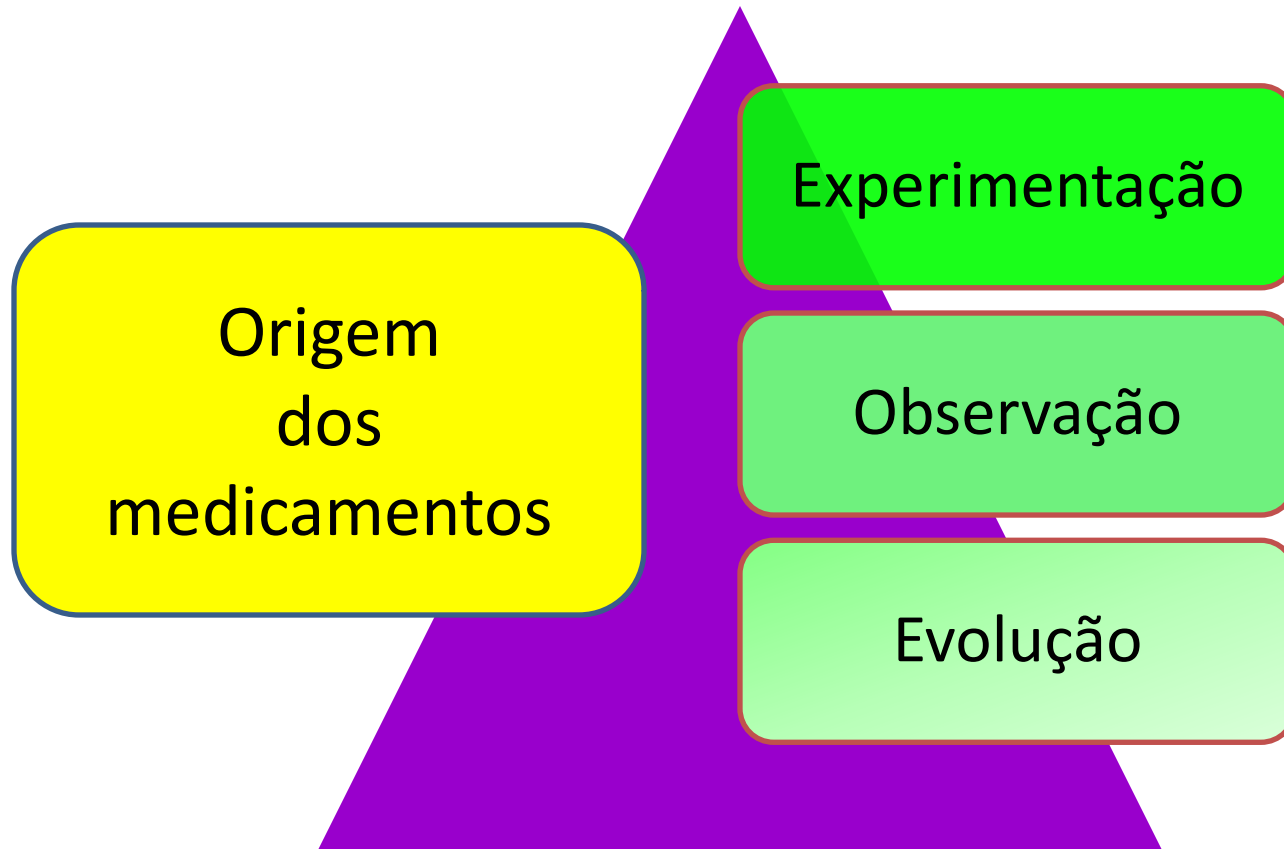 Origem
dos
medicamentos
Experimentação
Observação
Evolução